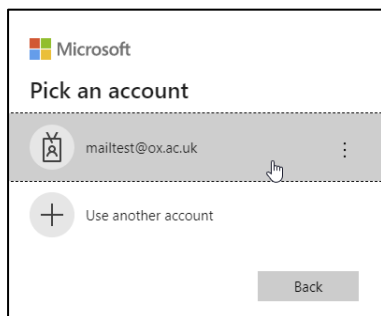 Microsoft
Pick an account
mailtest@ox.ac.uk
Use another account
Back